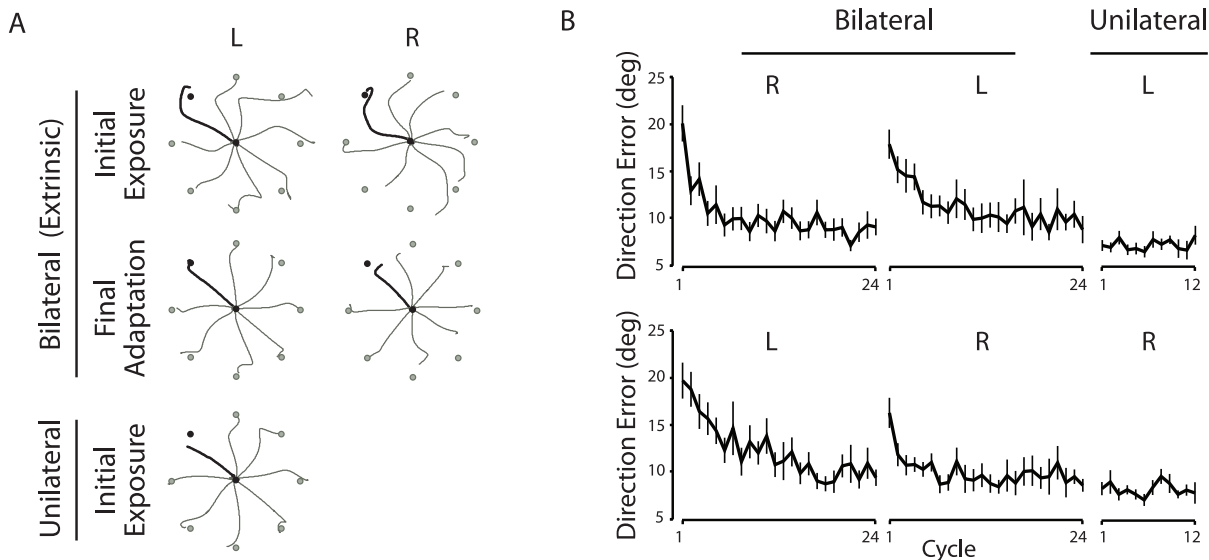 A
L
R
Bilateral (Extrinsic)
Initial
Exposure
Final
Adaptation
Unilateral
Initial
Exposure
B
Bilateral
Unilateral
Direction Error (deg)
25
20
15
10
5
R
L
L
1
24
1
24
1
12
Direction Error (deg)
25
20
15
10
5
L
R
R
1
24
1
24
1
12
Cycle